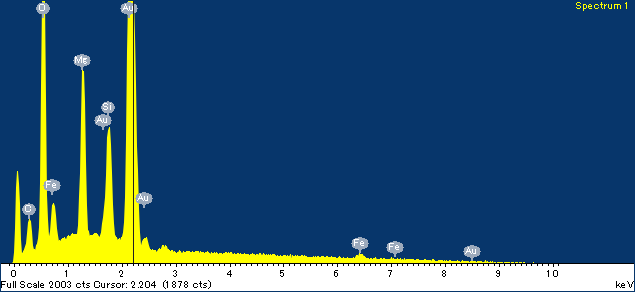 Spectrum 1
O Au
Mg
Si
Au
Fe
Au
O
Fe Fe Au
0 1 2 3 4 5 6 7 8 9 10
Full Scale 2003 cts Cursor: 2.204 (1878 cts) keV